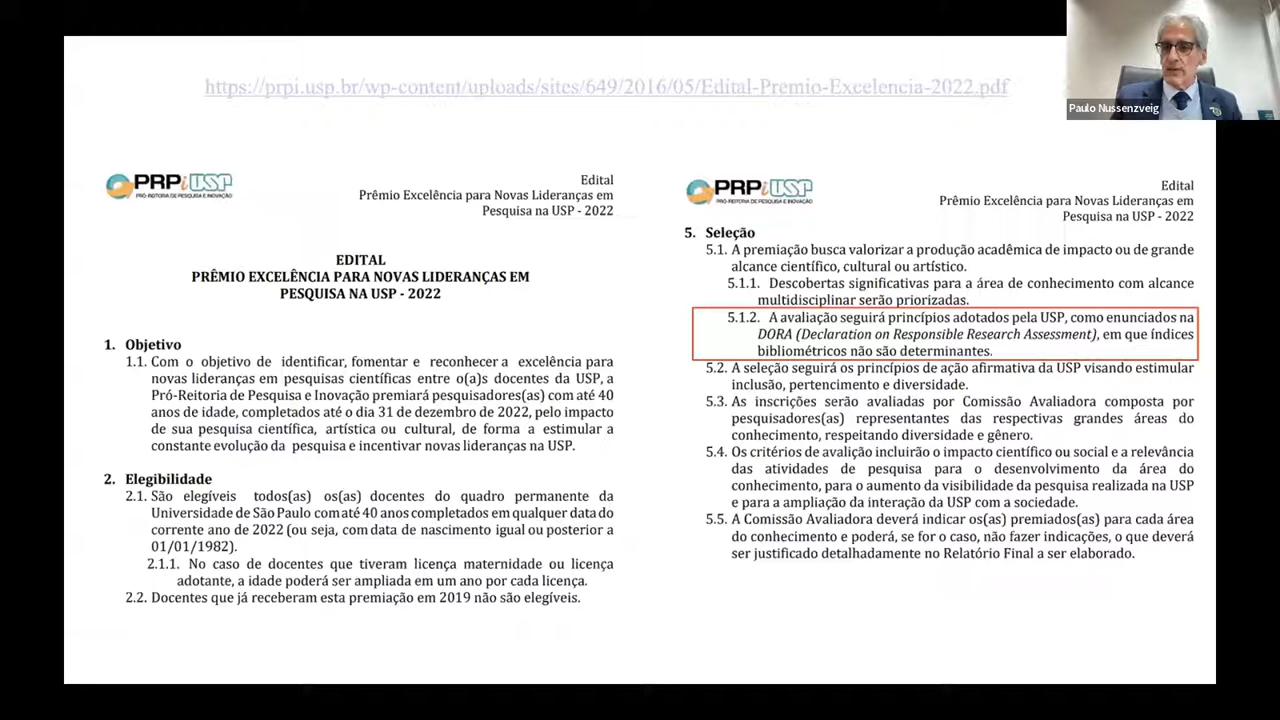 https://prpi.usp.br/wp-content/uploads/sites/649/2016/05/Edital-Premio-Excelencia-2022.pdf
Paulo Nussenzveig
PRPi USP
PRÓ-REITORIA DE PESQUISA E INOVAÇÃO
Edital
Prêmio Excelência para Novas Lideranças em
Pesquisa na USP - 2022
EDITAL
PRÊMIO EXCELÊNCIA PARA NOVAS LIDERANÇAS EM
PESQUISA NA USP - 2022
1. Objetivo
1.1. Com o objetivo de identificar, fomentar e reconhecer a excelência para
novas lideranças em pesquisas científicas entre o(a)s docentes da USP, a
Pró-Reitoria de Pesquisa e Inovação premiará pesquisadores(as) com até 40
anos de idade, completados até o dia 31 de dezembro de 2022, pelo impacto
de sua pesquisa científica, artística ou cultural, de forma a estimular a
constante evolução da pesquisa e incentivar novas lideranças na USP.
2. Elegibilidade
2.1. São elegíveis todos(as) os(as) docentes do quadro permanente da
Universidade de São Paulo com até 40 anos completados em qualquer data do
corrente ano de 2022 (ou seja, com data de nascimento igual ou posterior a
01/01/1982).
2.1.1. No caso de docentes que tiveram licença maternidade ou licença
adotante, a idade poderá ser ampliada em um ano por cada licença.
2.2. Docentes que já receberam esta premiação em 2019 não são elegíveis.
PRPi USP
PRÓ-REITORIA DE PESQUISA E INOVAÇÃO
Edital
Prêmio Excelência para Novas Lideranças em
Pesquisa na USP - 2022
5. Seleção
5.1. A premiação busca valorizar a produção acadêmica de impacto ou de grande
alcance científico, cultural ou artístico.
5.1.1. Descobertas significativas para a área de conhecimento com alcance
multidisciplinar serão priorizadas.
5.1.2. A avaliação seguirá princípios adotados pela USP, como enunciados na
DORA (Declaration on Responsible Research Assessment), em que índices
bibliométricos não são determinantes.
5.2. A seleção seguirá os princípios de ação afirmativa da USP visando estimular
inclusão, pertencimento e diversidade.
5.3. As inscrições serão avaliadas por Comissão Avaliadora composta por
pesquisadores(as) representantes das respectivas grandes áreas do
conhecimento, respeitando diversidade e gênero.
5.4. Os critérios de avalição incluirão o impacto científico ou social e a relevância
das atividades de pesquisa para o desenvolvimento da área do
conhecimento, para o aumento da visibilidade da pesquisa realizada na USP
e para a ampliação da interação da USP com a sociedade.
5.5. A Comissão Avaliadora deverá indicar os(as) premiados(as) para cada área
do conhecimento e poderá, se for o caso, não fazer indicações, o que deverá
ser justificado detalhadamente no Relatório Final a ser elaborado.